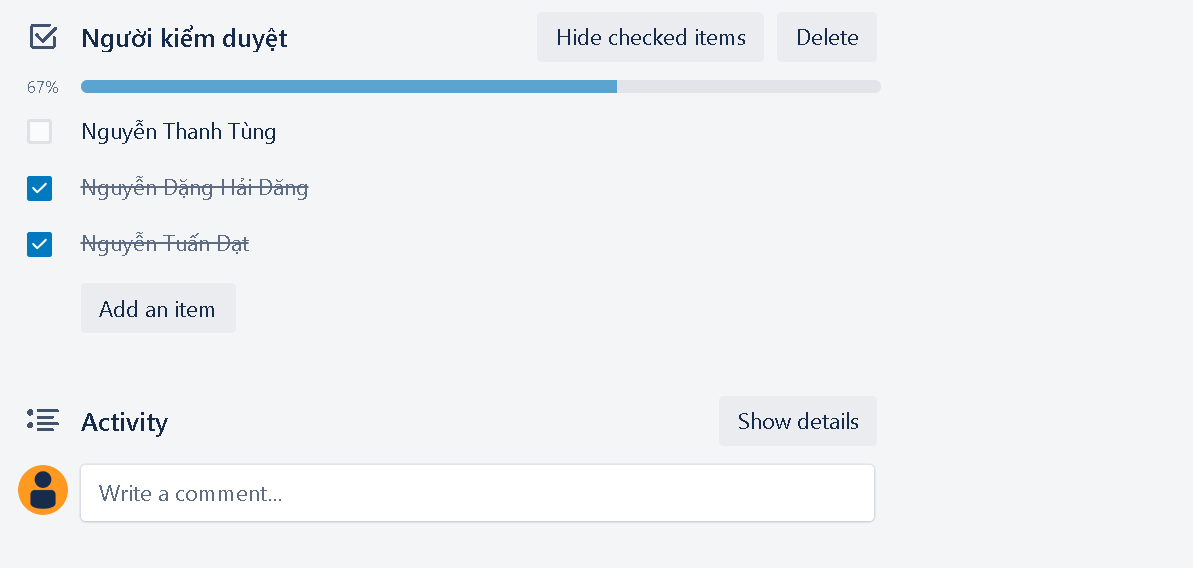 Người kiểm duyệt
Hide checked items
Delete
67%
Nguyễn Thanh Tùng
Nguyễn Đặng Hải Đăng
Nguyễn Tuấn Đạt
Add an item
Activity
Show details
Write a comment...